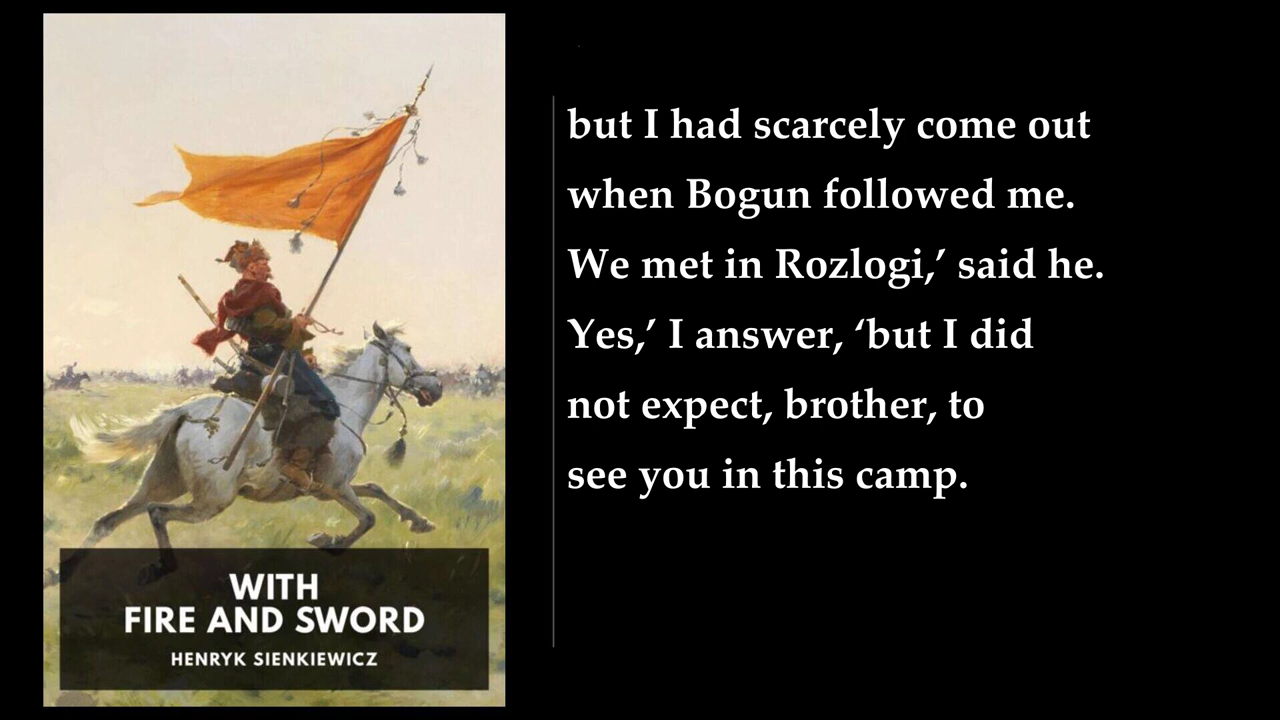 WITH
FIRE AND SWORD
HENRYK SIENKIEWICZ
but I had scarcely come out
when Bogun followed me.
We met in Rozlogi,’ said he.
Yes,’ I answer, ‘but I did
not expect, brother, to
see you in this camp.